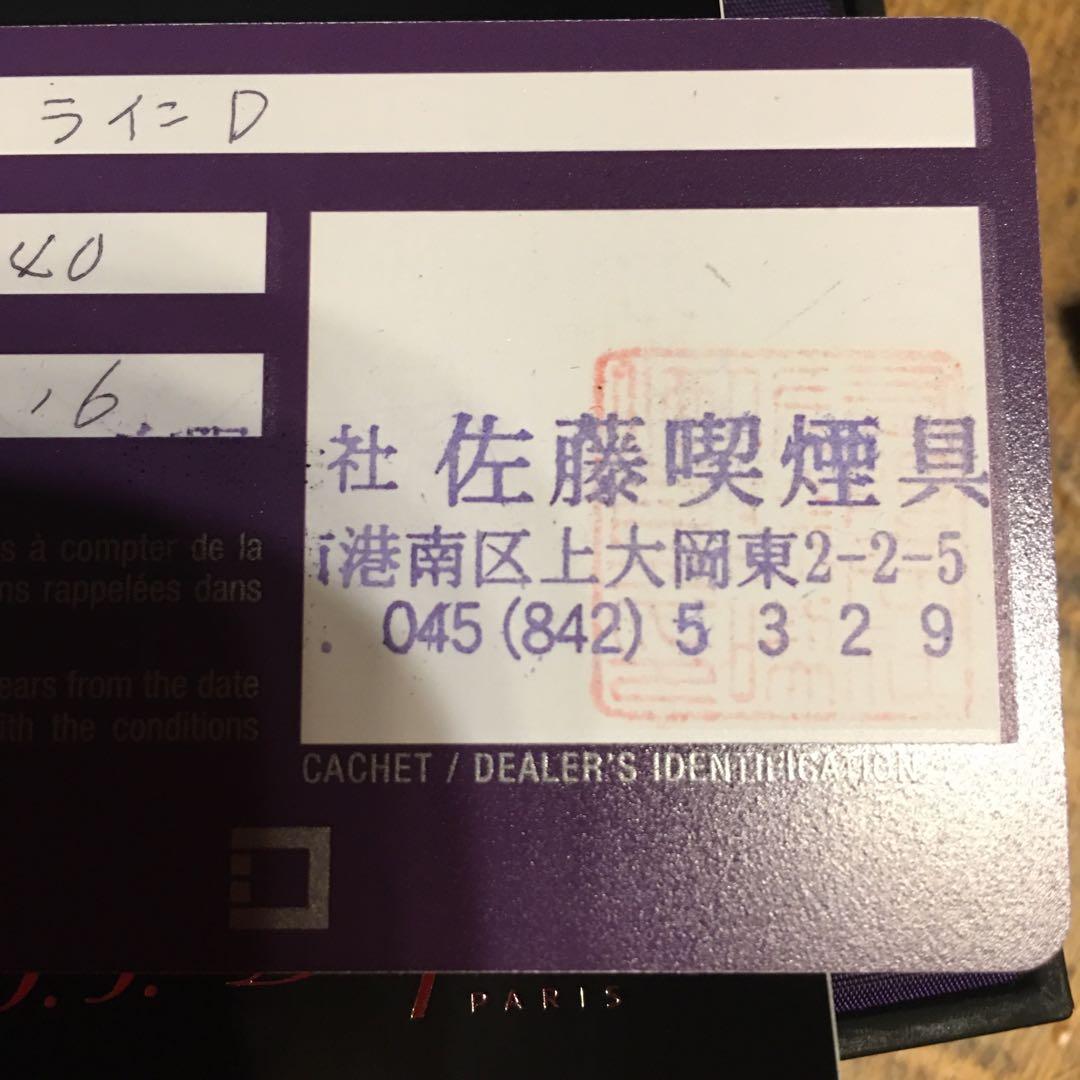 ライン D
40
.6
社 佐藤喫煙具
港南区上大岡東2-2-5
. 045 (842) 5 3 2 9
s à compter de la
ns rappelées dans
ears from the date
ith the conditions
CACHET / DEALER'S IDENTIFICATION
S.J. D
PARIS